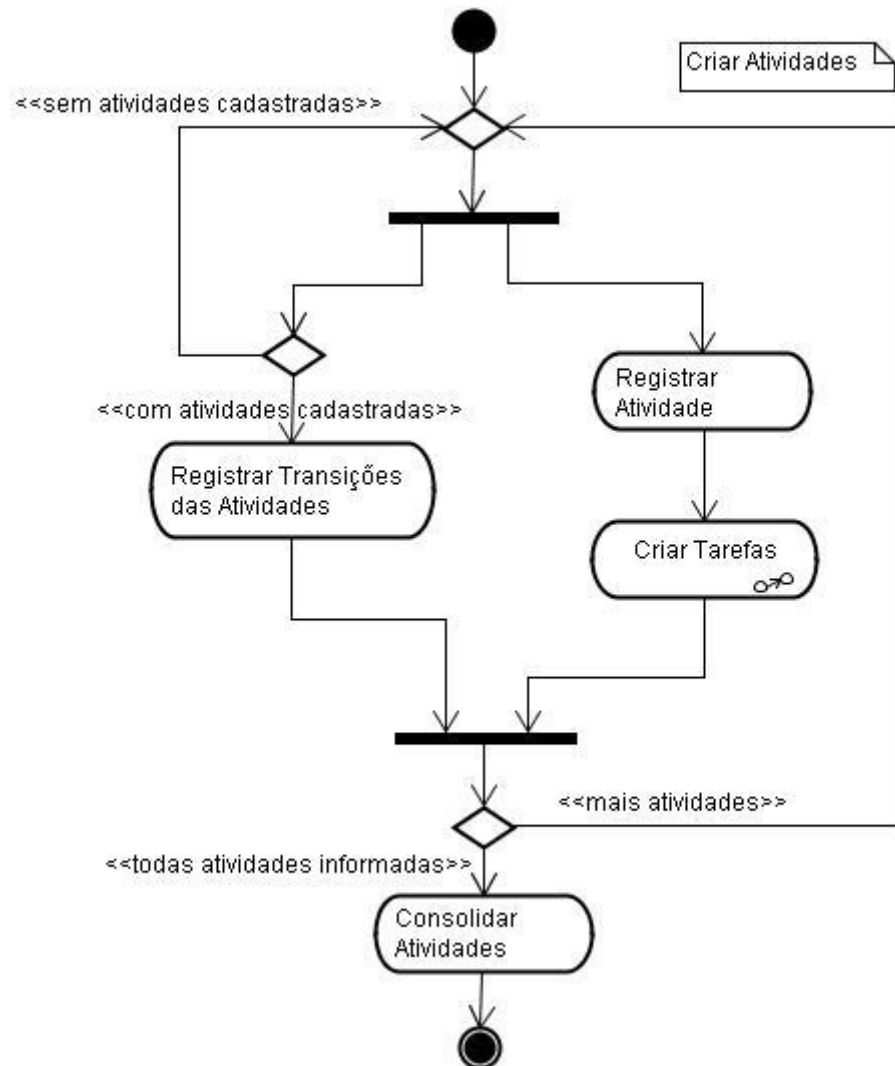 Criar Atividades
<<sem atividades cadastradas>>
Registrar
Atividade
<<com atividades cadastradas>>
Registrar Transições
das Atividades
Criar Tarefas
<<mais atividades>>
<<todas atividades informadas>>
Consolidar
Atividades